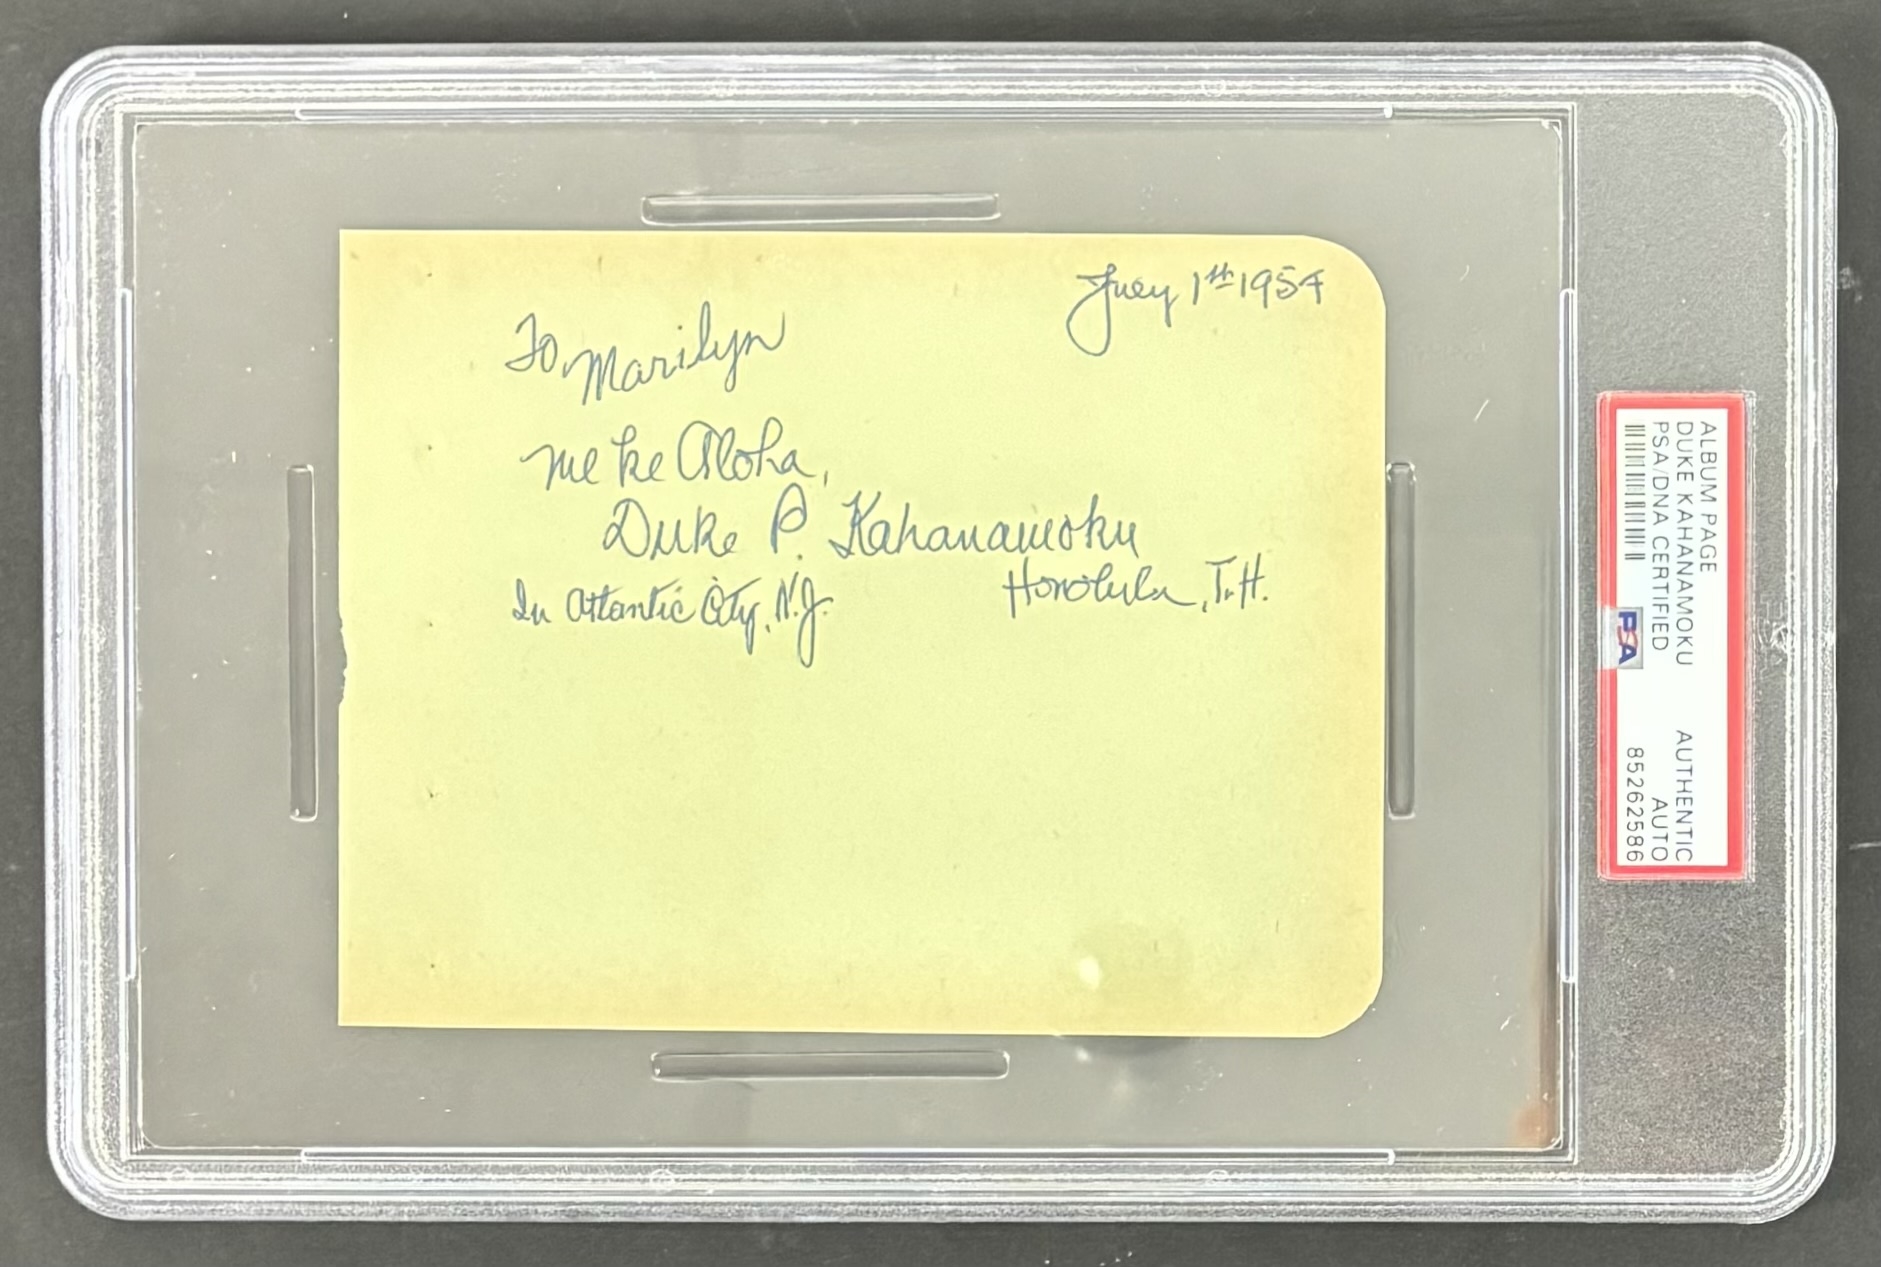 July 1th 1954
To, Marilyn
Me ke Aloha,
Duke P. Kahanamoku
In Atlantic City, N.J.
Honolulu, T.H.
ALBUM PAGE
DUKE KAHANAMOKU AUTHENTIC
PSA/DNA CERTIFIED AUTO
85262586
PSA